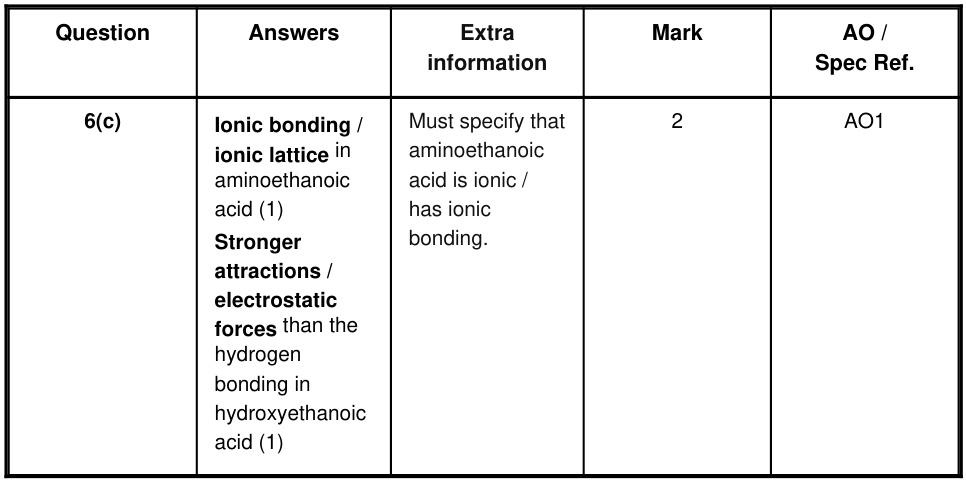 Question
Answers
Extra
information
Mark
AO /
Spec Ref.
6(c)
Ionic bonding /
ionic lattice in
aminoethanoic
acid (1)
Stronger
attractions /
electrostatic
forces than the
hydrogen
bonding in
hydroxyethanoic
acid (1)
Must specify that
aminoethanoic
acid is ionic /
has ionic
bonding.
2
AO1